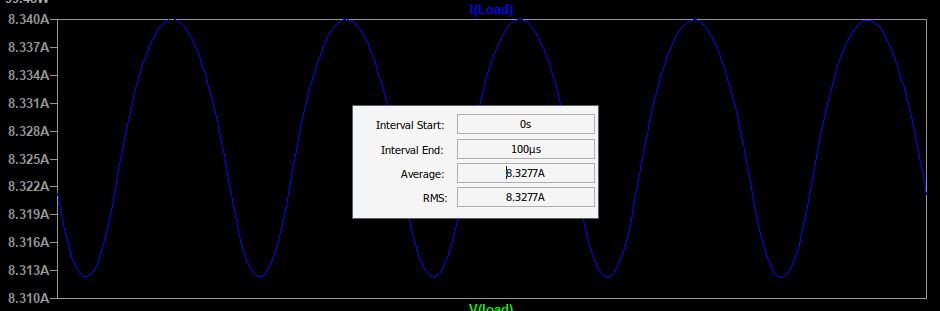 I(Load)
8.340A
8.337A
8.334A
8.331A
8.328A
8.325A
8.322A
8.319A
8.316A
8.313A
8.310A
Interval Start: 0s
Interval End: 100µs
Average: 8.3277A
RMS: 8.3277A
V(load)